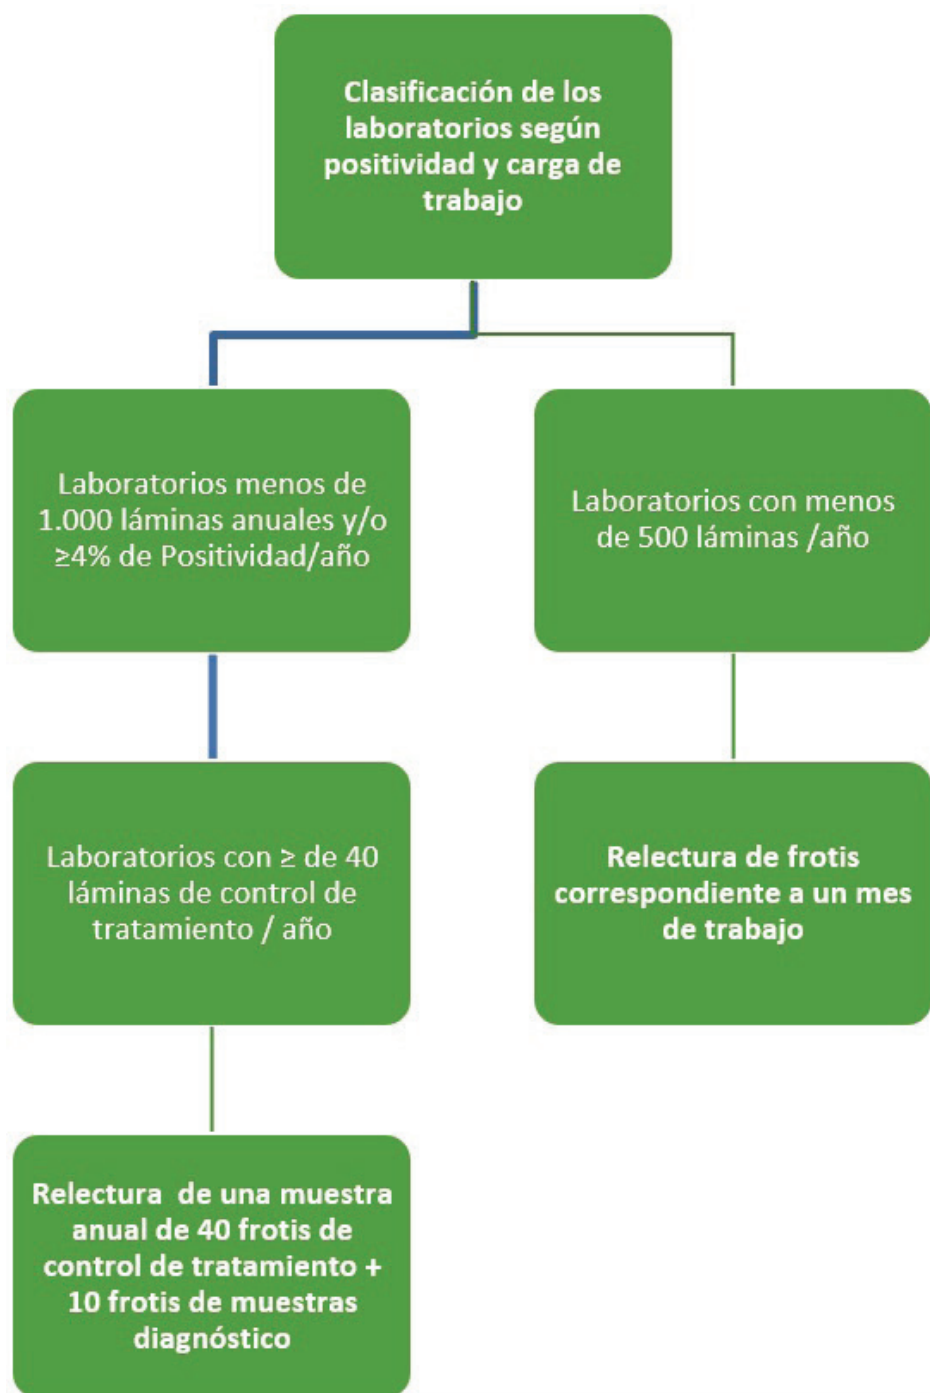 Clasificación de los
laboratorios según
positividad y carga de
trabajo
Laboratorios menos de
1.000 láminas anuales y/o
≥4% de Positividad/año
Laboratorios con menos
de 500 láminas /año
Laboratorios con ≥ de 40
láminas de control de
tratamiento / año
Relectura de frotis
correspondiente a un mes
de trabajo
Relectura de una muestra
anual de 40 frotis de
control de tratamiento +
10 frotis de muestras
diagnóstico